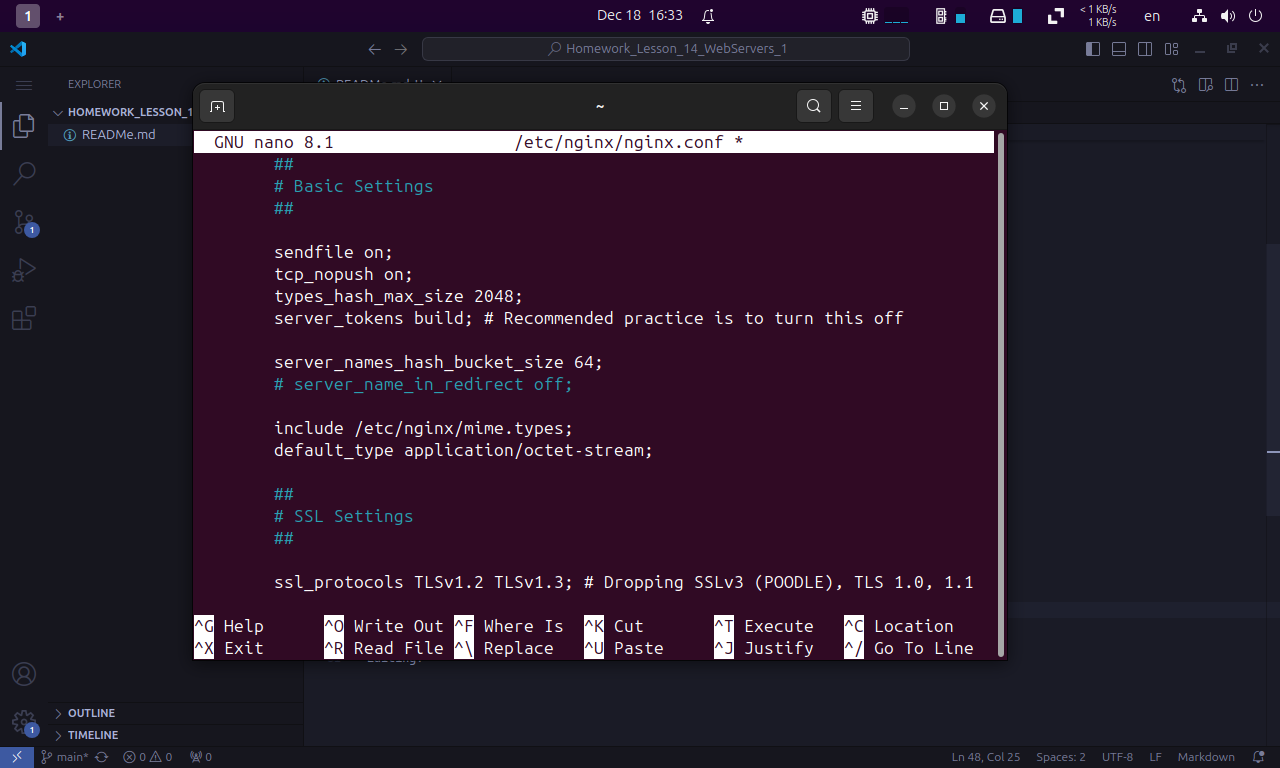 1 +
Dec 18 16:33
< 1 KB/s
1 KB/s
en
Homework_Lesson_14_WebServers_1
EXPLORER
HOMEWORK_LESSON_1
READMe.md
~
GNU nano 8.1 /etc/nginx/nginx.conf *
##
# Basic Settings
##
sendfile on;
tcp_nopush on;
types_hash_max_size 2048;
server_tokens build; # Recommended practice is to turn this off
server_names_hash_bucket_size 64;
# server_name_in_redirect off;
include /etc/nginx/mime.types;
default_type application/octet-stream;
##
# SSL Settings
##
ssl_protocols TLSv1.2 TLSv1.3; # Dropping SSLv3 (POODLE), TLS 1.0, 1.1
^G Help ^O Write Out ^F Where Is ^K Cut ^T Execute ^C Location
^X Exit ^R Read File ^\ Replace ^U Paste ^J Justify ^/ Go To Line
1
OUTLINE
TIMELINE
1
main* 0 0 0
Ln 48, Col 25 Spaces: 2 UTF-8 LF Markdown